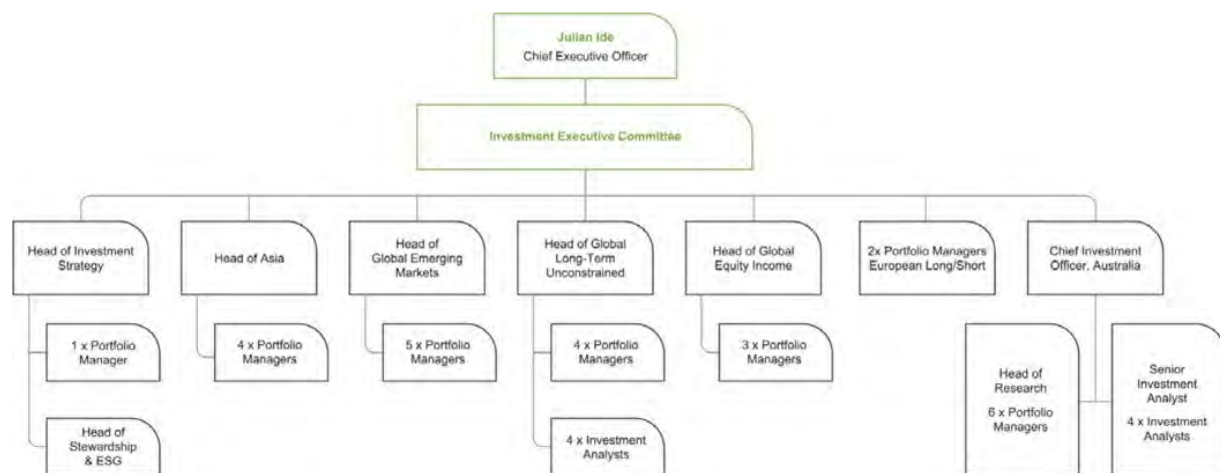 Julian Ide
Chief Executive Officer
Investment Executive Committee
Head of Investment
Strategy
Head of Asia
Head of
Global Emerging
Markets
Head of Global
Long-Term
Unconstrained
Head of Global
Equity Income
2x Portfolio Managers
European Long/Short
Chief Investment
Officer, Australia
1 x Portfolio
Manager
4 x Portfolio
Managers
5 x Portfolio
Managers
4 x Portfolio
Managers
3 x Portfolio
Managers
Head of
Research
6 x Portfolio
Managers
Senior
Investment
Analyst
4 x Investment
Analysts
Head of
Stewardship
& ESG
4 x Investment
Analysts